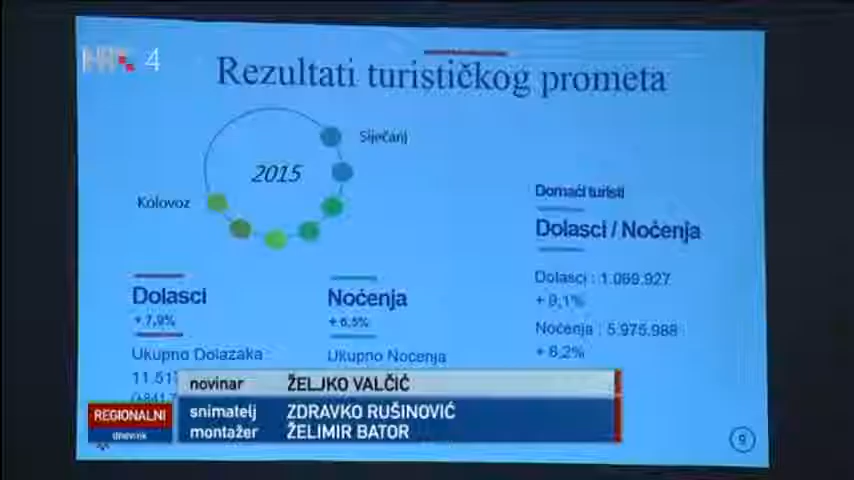 HRT 4
Rezultati turističkog prometa
Siječanj
2015
Kolovoz
Domaći turisti
Dolasci / Noćenja
Dolasci : 1.069.927
+ 9,1%
Noćenja : 5.975.988
+ 6,2%
Dolasci
+ 7,9%
Ukupno Dolazaka
Noćenja
+ 6,5%
Ukupno Noćenja
novinar ŽELJKO VALČIĆ
snimatelj ZDRAVKO RUŠINOVIĆ
montažer ŽELIMIR BATOR
REGIONALNI
dnevnik
9